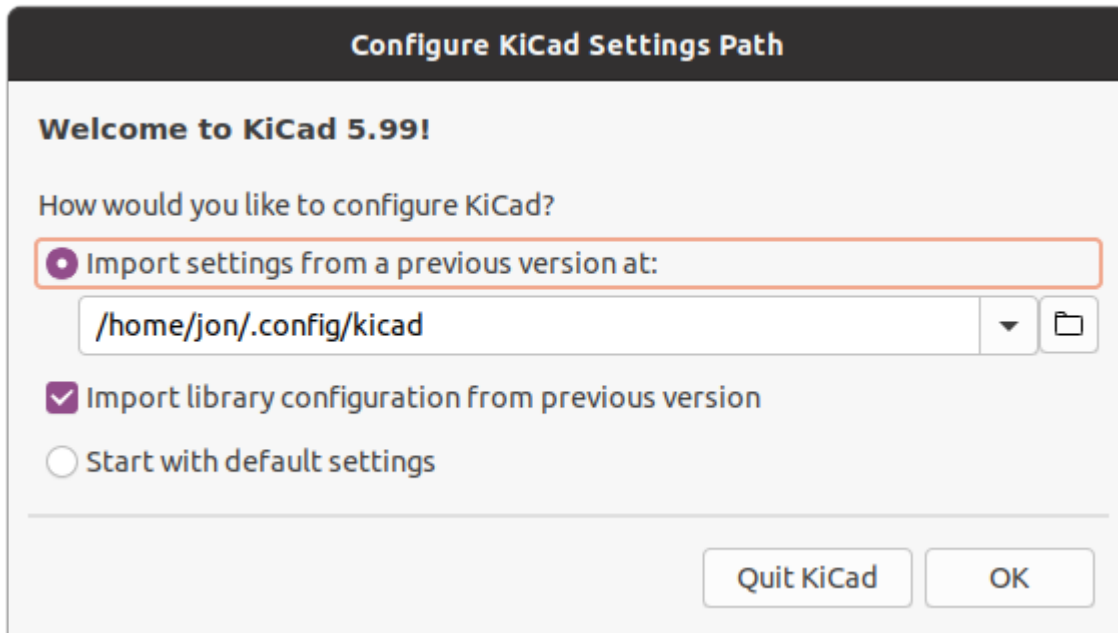 Configure KiCad Settings Path
Welcome to KiCad 5.99!
How would you like to configure KiCad?
Import settings from a previous version at:
/home/jon/.config/kicad
Import library configuration from previous version
Start with default settings
Quit KiCad OK